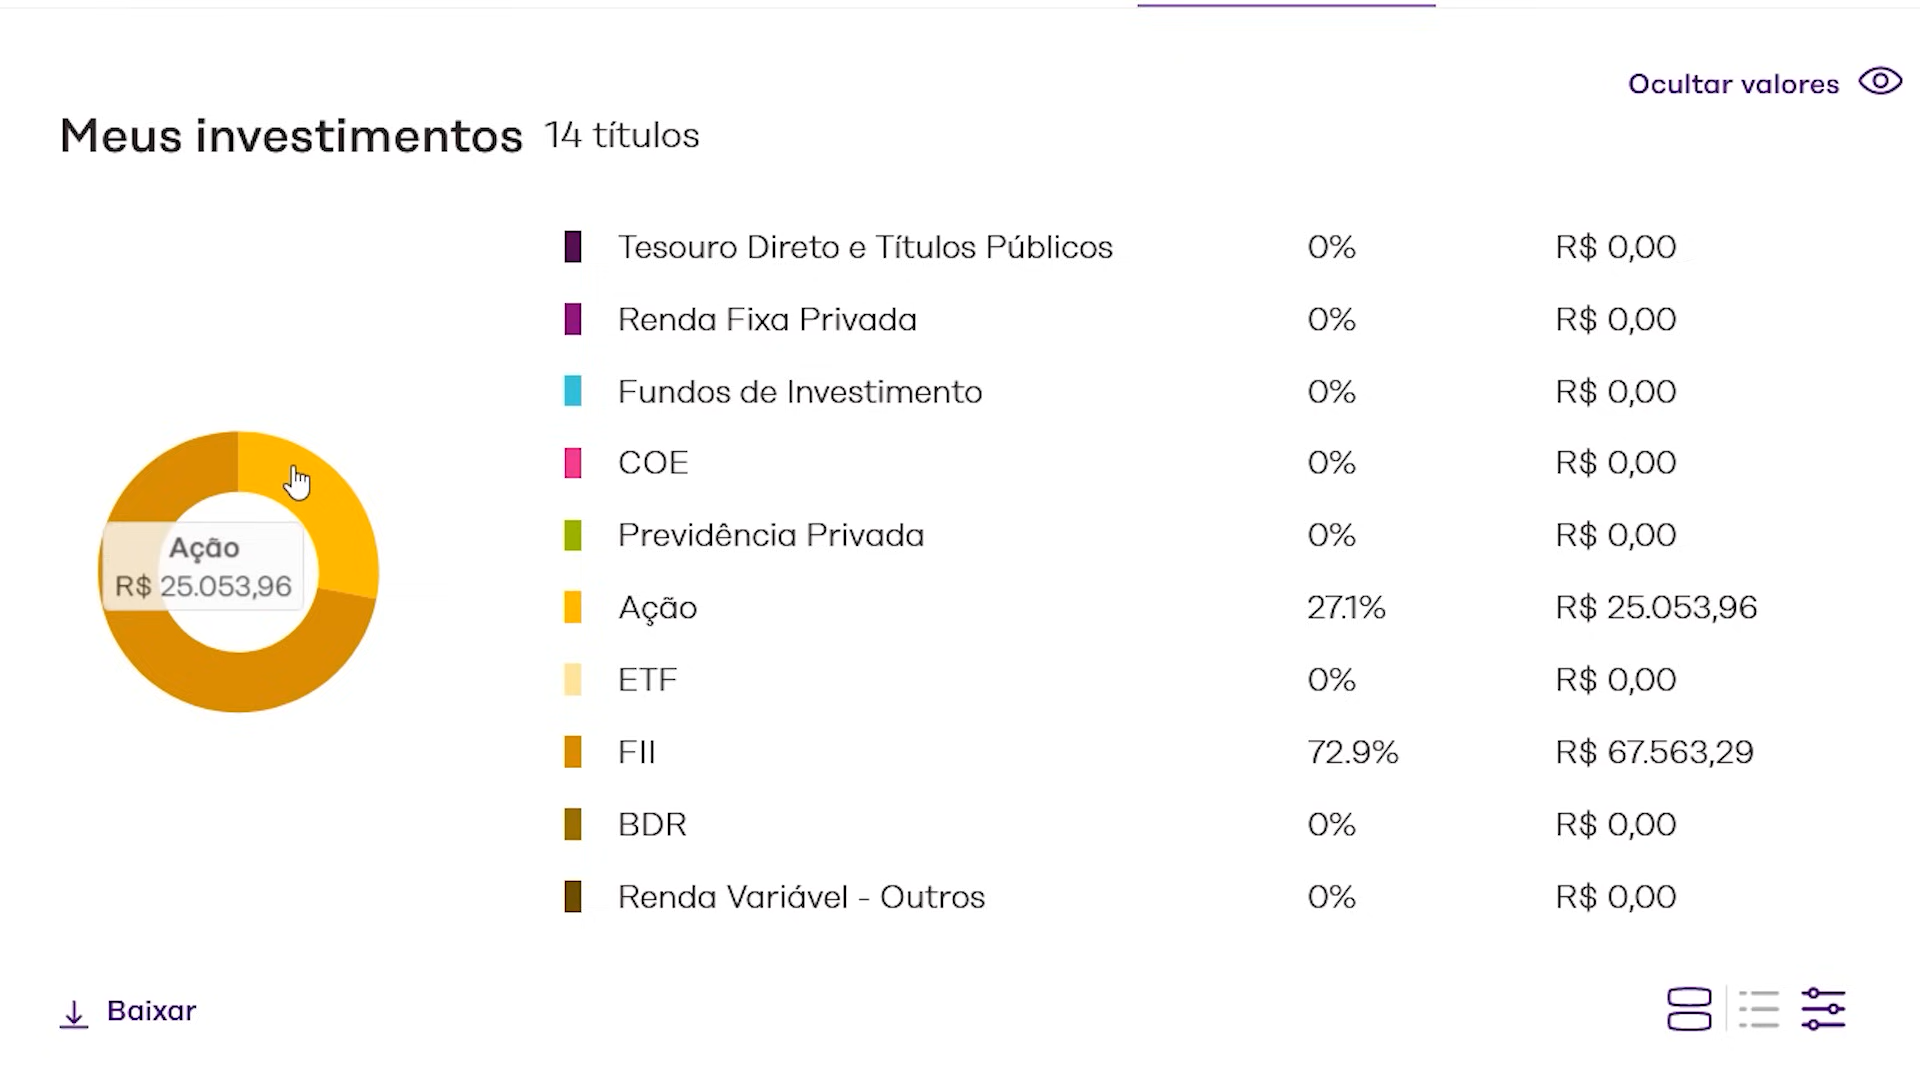 Ocultar valores
Meus investimentos 14 títulos
Tesouro Direto e Títulos Públicos 0% R$ 0,00
Renda Fixa Privada 0% R$ 0,00
Fundos de Investimento 0% R$ 0,00
COE 0% R$ 0,00
Previdência Privada 0% R$ 0,00
Ação
R$ 25.053,96
Ação 27.1% R$ 25.053,96
ETF 0% R$ 0,00
FII 72.9% R$ 67.563,29
BDR 0% R$ 0,00
Renda Variável - Outros 0% R$ 0,00
Baixar